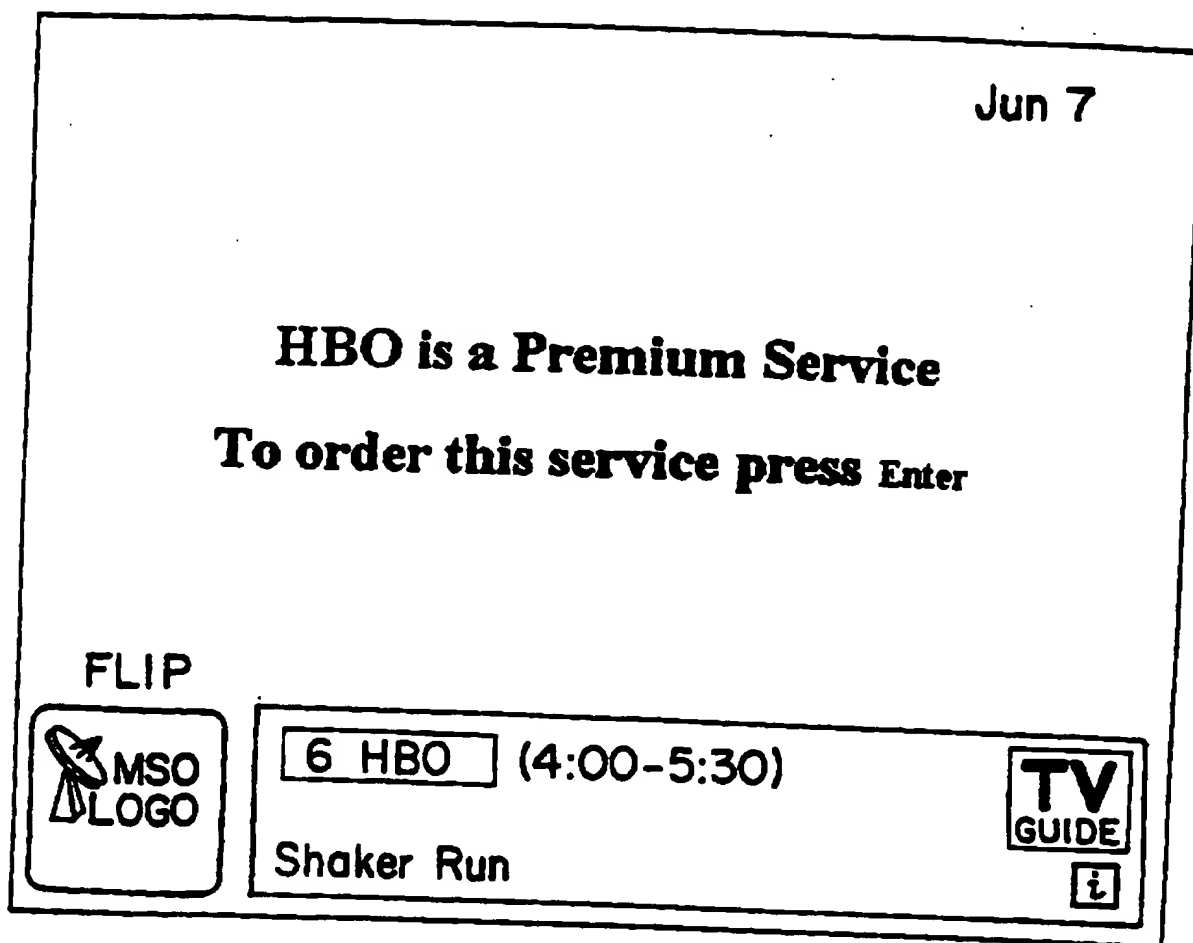 Jun 7
HBO is a Premium Service
To order this service press Enter
FLIP
MSO
LOGO
6 HBO (4:00-5:30)
TV
GUIDE
Shaker Run
i